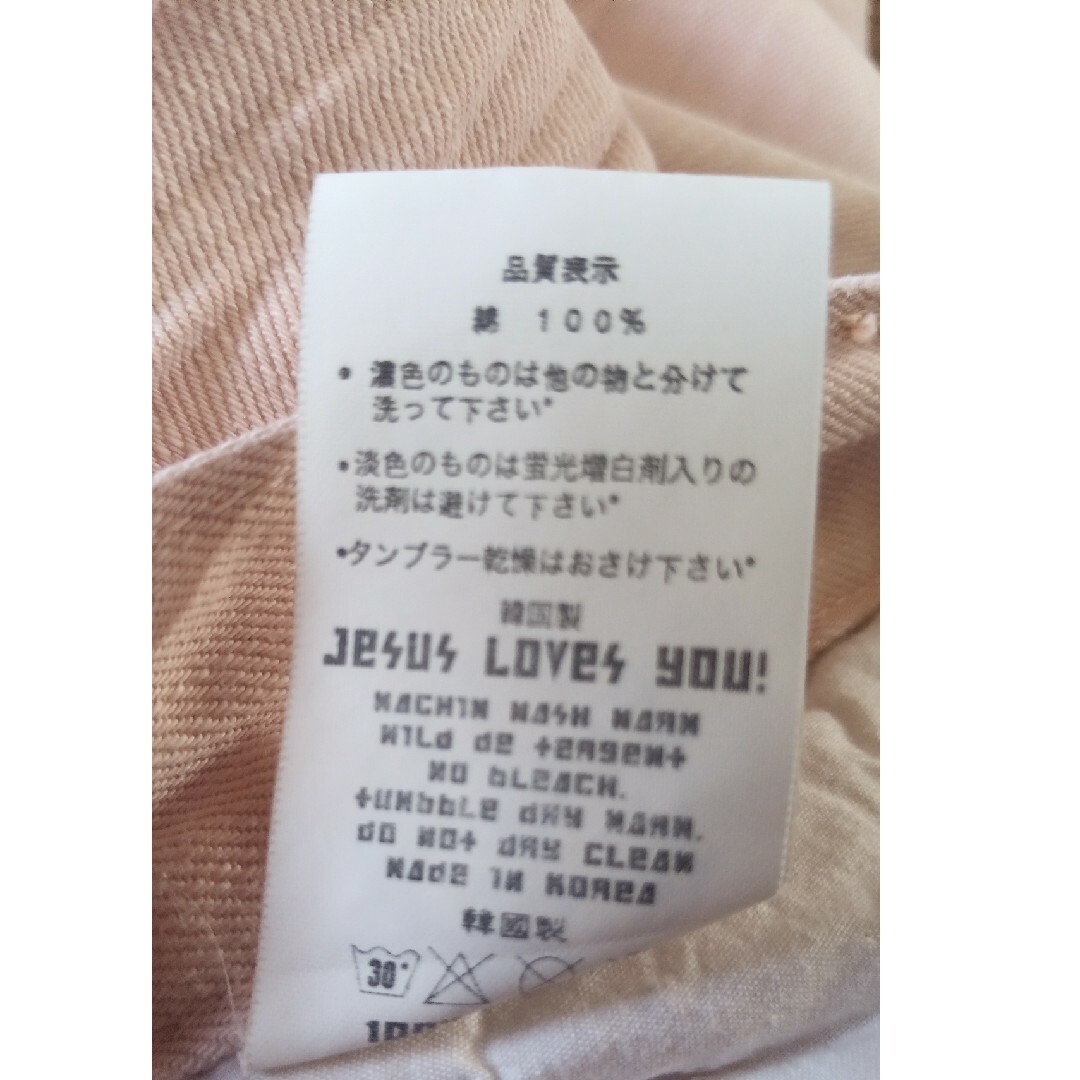 品質表示
綿 100%
• 濃色のものは他の物と分けて
洗って下さい。
•淡色のものは蛍光増白剤入りの
洗剤は避けて下さい。
•タンブラー乾燥はおさけ下さい。
韓国製
Jesus Loves you!
MACHIN WASH WARM
MILD DE TERGENT
NO BLEACH.
TUMBBLE DRY WARM.
DO NOT DRY CLEAN
MADE IN KOREA
韓國製
30°